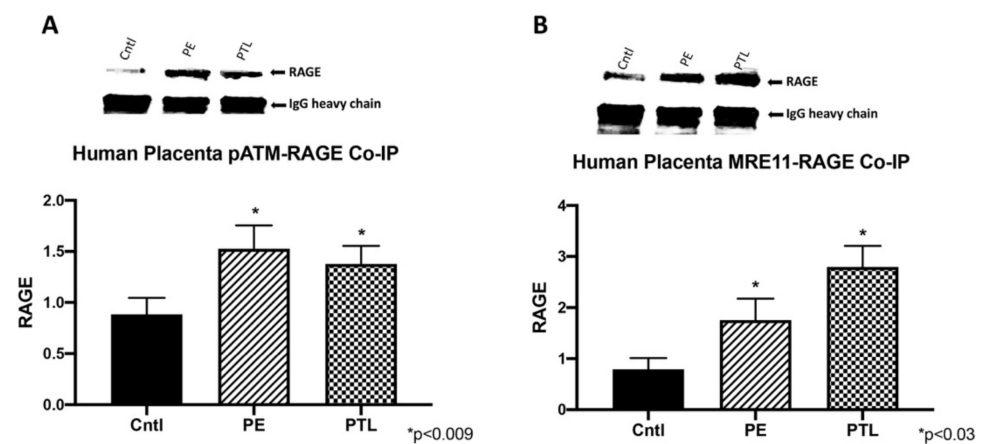 A
Cntl
PE
PTL
RAGE
IgG heavy chain
Human Placenta pATM-RAGE Co-IP
2.0
1.5
1.0
0.5
0.0
RAGE
*
*
Cntl
PE
PTL
*p<0.009
B
Cntl
PE
PTL
RAGE
IgG heavy chain
Human Placenta MRE11-RAGE Co-IP
4
3
2
1
0
RAGE
*
*
Cntl
PE
PTL
*p<0.03